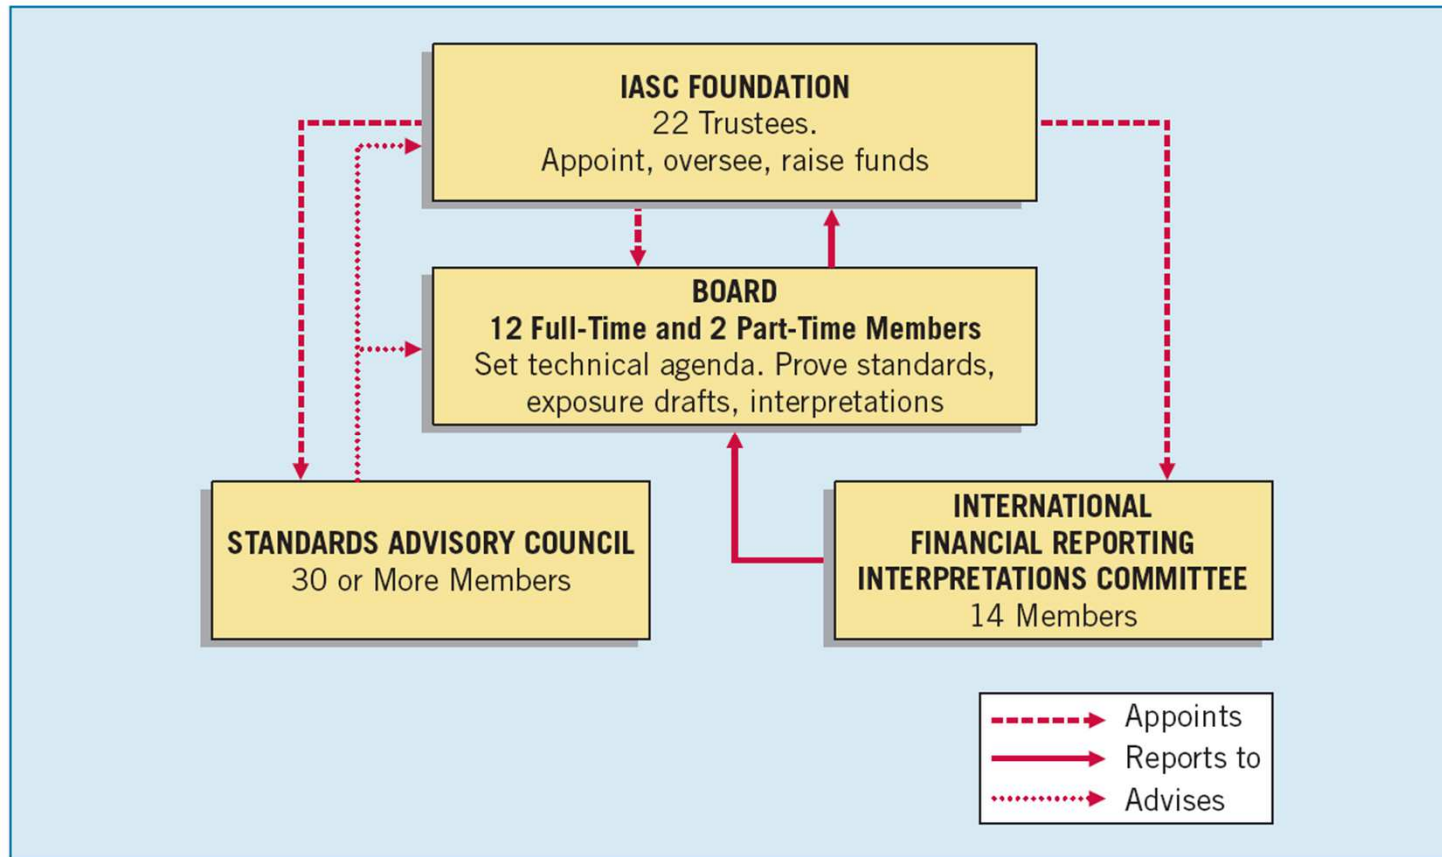 IASC FOUNDATION
22 Trustees.
Appoint, oversee, raise funds
BOARD
12 Full-Time and 2 Part-Time Members
Set technical agenda. Prove standards,
exposure drafts, interpretations
STANDARDS ADVISORY COUNCIL
30 or More Members
INTERNATIONAL
FINANCIAL REPORTING
INTERPRETATIONS COMMITTEE
14 Members
Appoints
Reports to
Advises